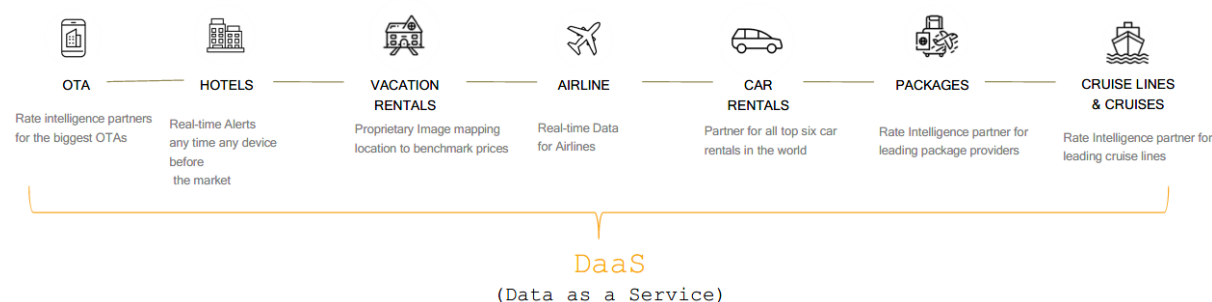 OTA
Rate intelligence partners
for the biggest OTAs
HOTELS
Real-time Alerts
any time any device
before
the market
VACATION
RENTALS
Proprietary Image mapping
location to benchmark prices
AIRLINE
Real-time Data
for Airlines
CAR
RENTALS
Partner for all top six car
rentals in the world
PACKAGES
Rate Intelligence partner for
leading package providers
CRUISE LINES
& CRUISES
Rate Intelligence partner for
leading cruise lines
DaaS
(Data as a Service)